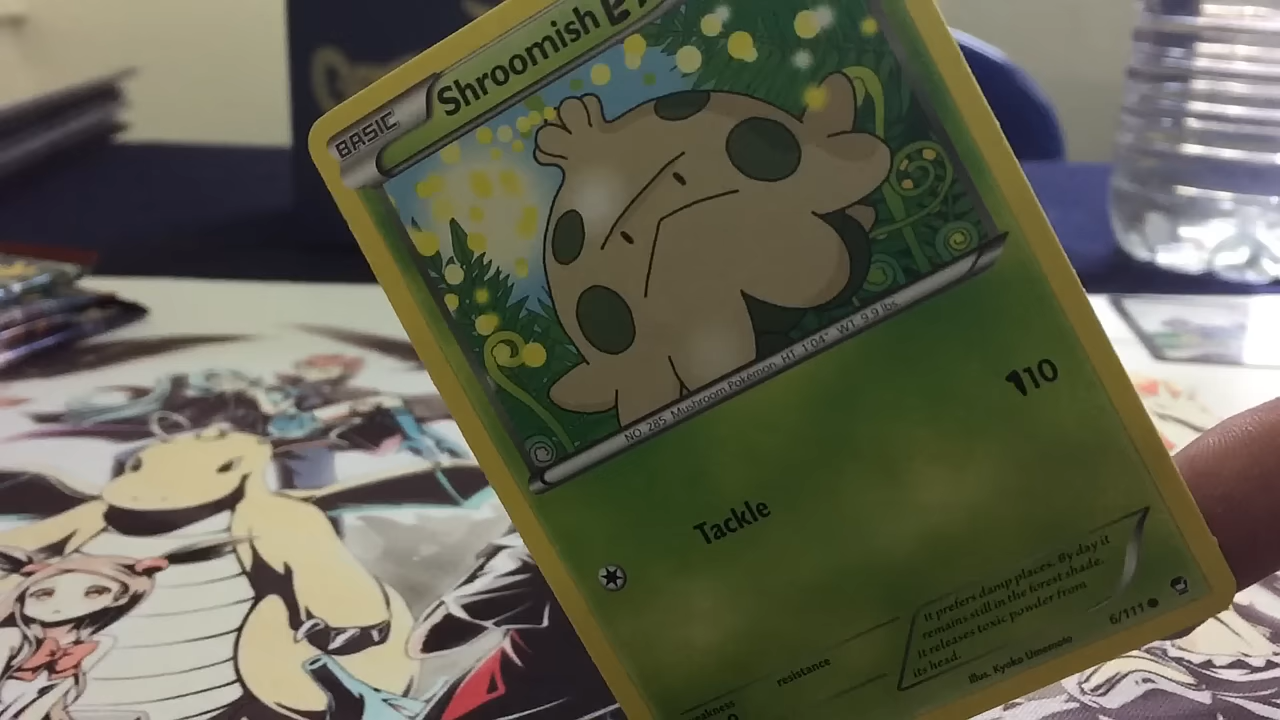 BASIC
Shroomish
NO. 285 Mushroom Pokémon HT 1'04" WT 9.9 lbs.
Tackle
10
It prefers damp places. By day it
remains still in the forest shade.
It releases toxic powder from
its head.
resistance
Illus. Kyoko Umemoto
6/111